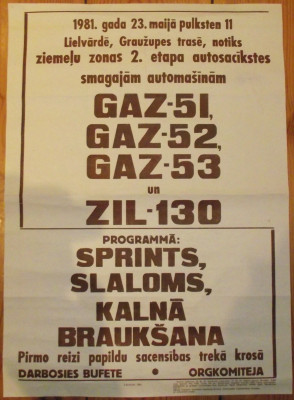 1981. gada 23. maijā pulksten 11
Lielvārdē, Graužupes trasē, notiks
ziemeļu zonas 2. etapa autosacīkstes
smagajām automašīnām
GAZ-51,
GAZ-52,
GAZ-53
un
ZIL-130
PROGRAMMĀ:
SPRINTS,
SLALOMS,
KALNĀ
BRAUKŠANA
Pirmo reizi papildu sacensības trekā krosā
DARBOSIES BUFETE • ORGKOMITEJA